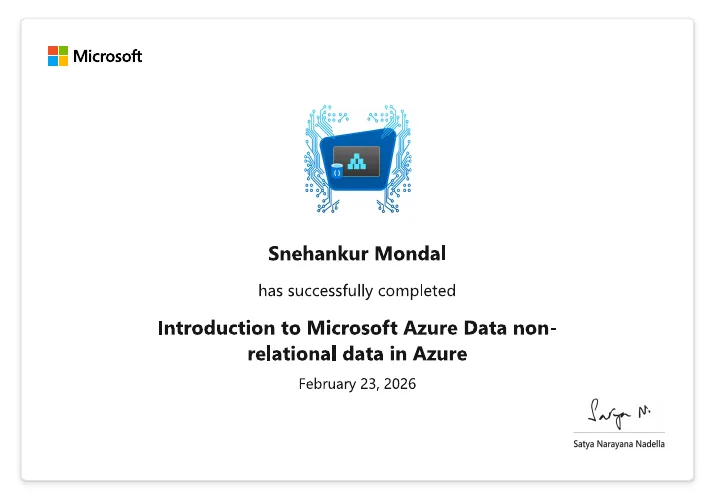 Microsoft
Snehankur Mondal
has successfully completed
Introduction to Microsoft Azure Data non-
relational data in Azure
February 23, 2026
Satya N.
Satya Narayana Nadella